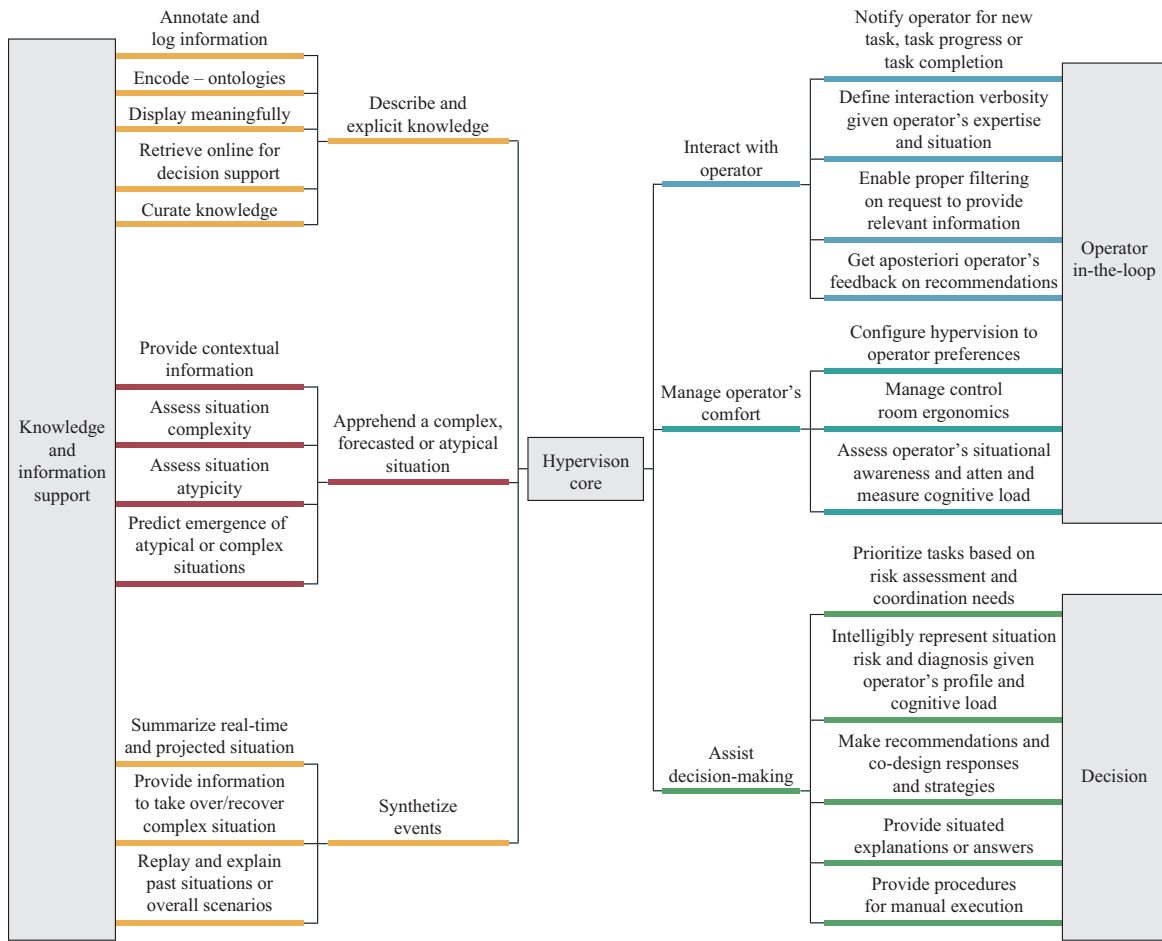 Knowledge
and
information
support
Annotate and
log information
Encode – ontologies
Display meaningfully
Retrieve online for
decision support
Curate knowledge
Describe and
explicit knowledge
Provide contextual
information
Assess situation
complexity
Assess situation
atypicity
Predict emergence of
atypical or complex
situations
Apprehend a complex,
forecasted or atypical
situation
Summarize real-time
and projected situation
Provide information
to take over/recover
complex situation
Replay and explain
past situations or
overall scenarios
Synthetize
events
Hypervison
core
Interact with
operator
Notify operator for new
task, task progress or
task completion
Define interaction verbosity
given operator’s expertise
and situation
Enable proper filtering
on request to provide
relevant information
Get aposteriori operator’s
feedback on recommendations
Manage operator’s
comfort
Configure hypervision to
operator preferences
Manage control
room ergonomics
Assess operator’s situational
awareness and atten and
measure cognitive load
Operator
in-the-loop
Assist
decision-making
Prioritize tasks based on
risk assessment and
coordination needs
Intelligibly represent situation
risk and diagnosis given
operator’s profile and
cognitive load
Make recommendations and
co-design responses
and strategies
Provide situated
explanations or answers
Provide procedures
for manual execution
Decision